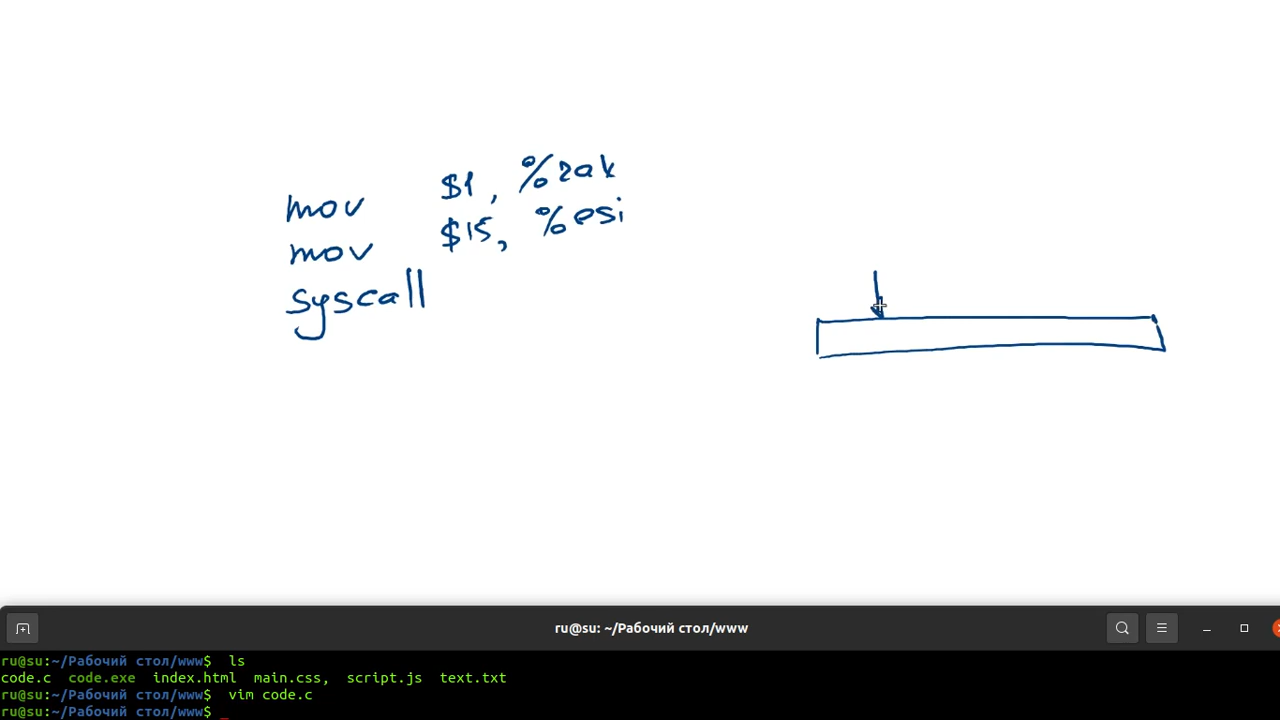 mov $1, %rak
mov $15, %esi
syscall
ru@su: ~/Рабочий стол/www
ru@su:~/Рабочий стол/www$ ls
code.c code.exe index.html main.css, script.js text.txt
ru@su:~/Рабочий стол/www$ vim code.c
ru@su:~/Рабочий стол/www$